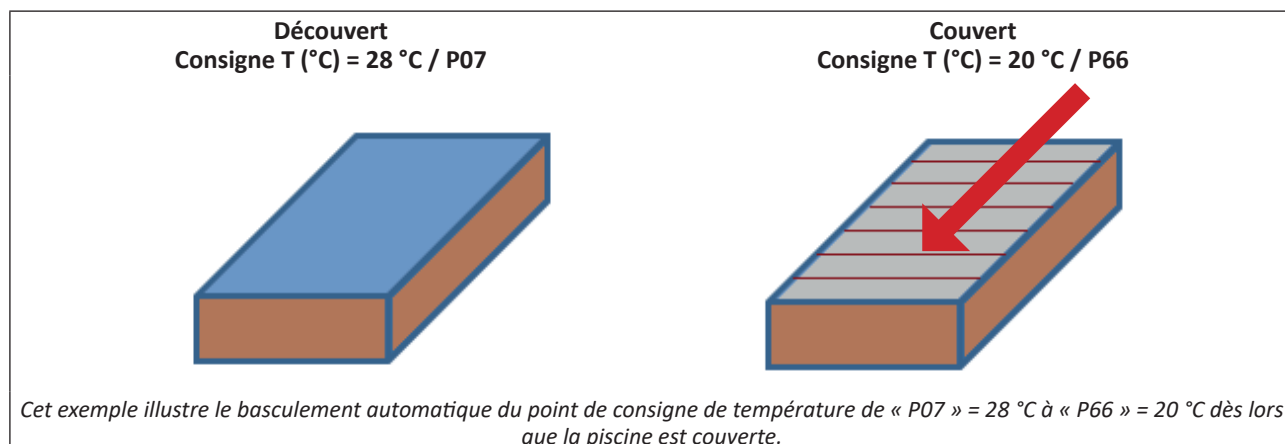 Découvert
Consigne T (°C) = 28 °C / P07
Couvert
Consigne T (°C) = 20 °C / P66
Cet exemple illustre le basculement automatique du point de consigne de température de « P07 » = 28 °C à « P66 » = 20 °C dès lors
que la piscine est couverte.